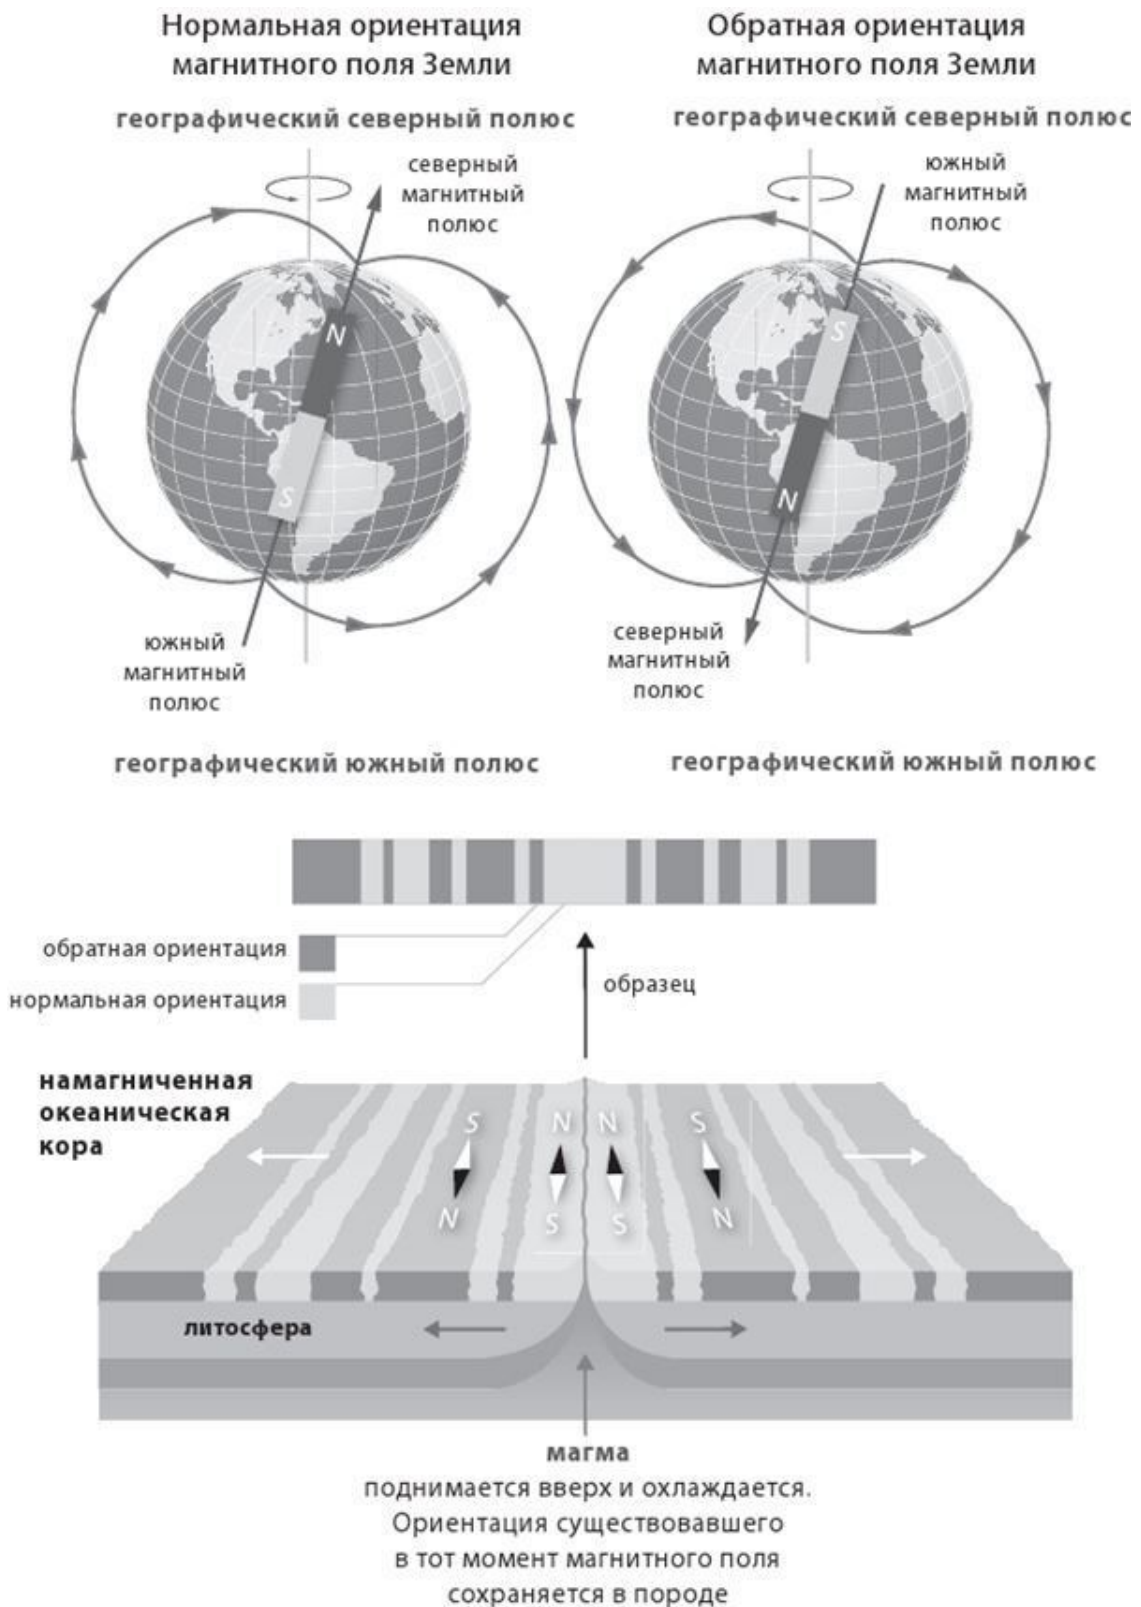 Нормальная ориентация
магнитного поля Земли
географический северный полюс
северный
магнитный
полюс
N
S
южный
магнитный
полюс
географический южный полюс
Обратная ориентация
магнитного поля Земли
географический северный полюс
южный
магнитный
полюс
S
N
северный
магнитный
полюс
географический южный полюс
обратная ориентация
нормальная ориентация
образец
намагниченная
океаническая
кора
S N N S
N S S N
литосфера
магма
поднимается вверх и охлаждается.
Ориентация существовавшего
в тот момент магнитного поля
сохраняется в породе